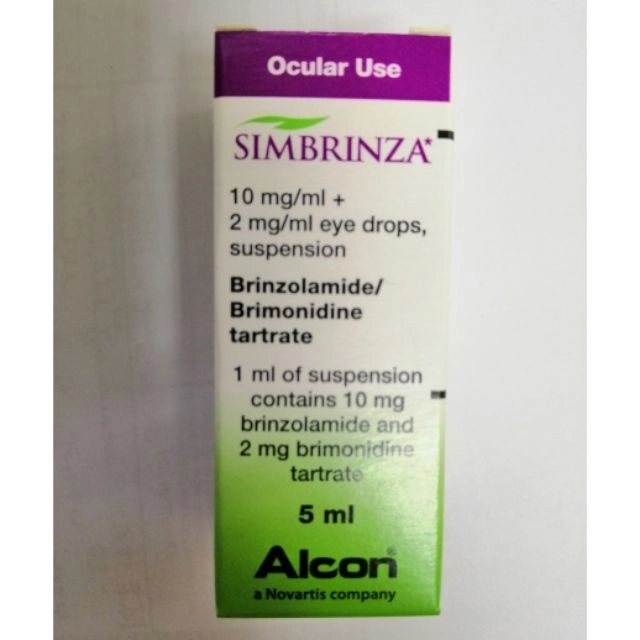 Ocular Use
SIMBRINZA*
10 mg/ml +
2 mg/ml eye drops,
suspension
Brinzolamide/
Brimonidine
tartrate
1 ml of suspension
contains 10 mg
brinzolamide and
2 mg brimonidine
tartrate
5 ml
Alcon®
a Novartis company